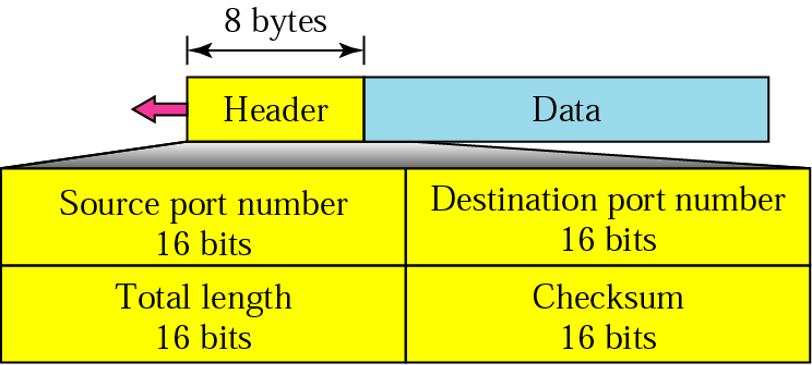 8 bytes
Header
Data
Source port number
16 bits
Destination port number
16 bits
Total length
16 bits
Checksum
16 bits